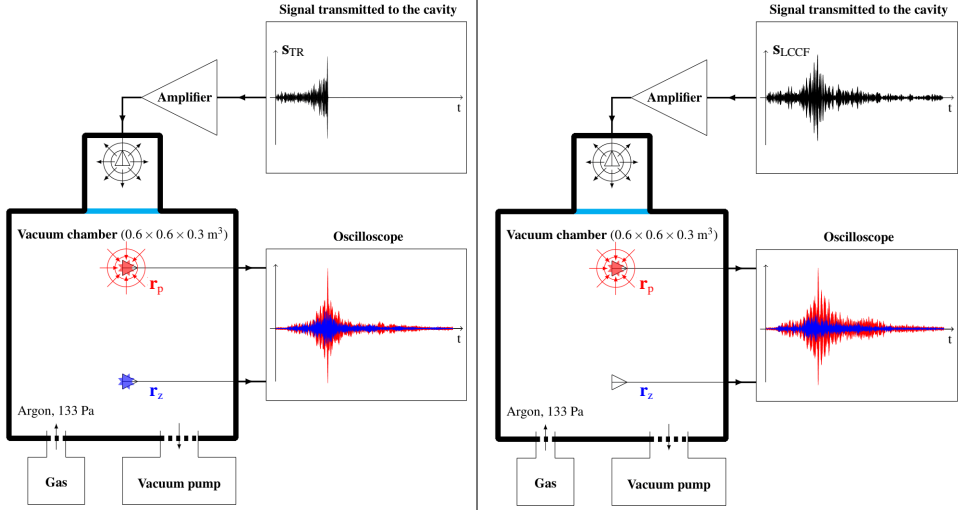 Signal transmitted to the cavity
s_TR
t
Amplifier
Vacuum chamber (0.6 × 0.6 × 0.3 m³)
Oscilloscope
r_p
t
r_z
Argon, 133 Pa
Gas
Vacuum pump
Signal transmitted to the cavity
s_LCCF
t
Amplifier
Vacuum chamber (0.6 × 0.6 × 0.3 m³)
Oscilloscope
r_p
t
r_z
Argon, 133 Pa
Gas
Vacuum pump